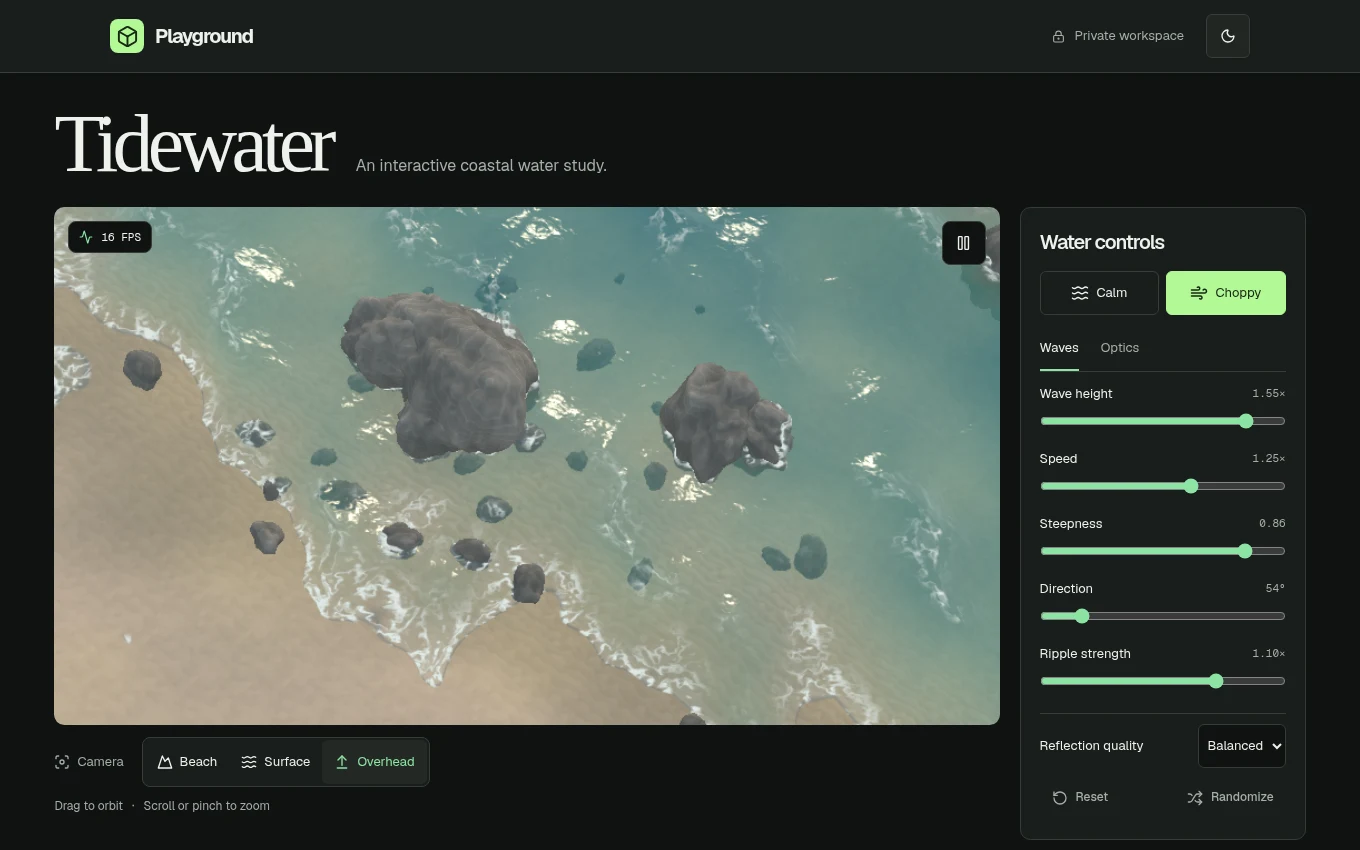 Playground
Private workspace
Tidewater
An interactive coastal water study.
16 FPS
Water controls
Calm
Choppy
Waves
Optics
Wave height
1.55×
Speed
1.25×
Steepness
0.86
Direction
54°
Ripple strength
1.10×
Reflection quality
Balanced
Reset
Randomize
Camera
Beach
Surface
Overhead
Drag to orbit · Scroll or pinch to zoom